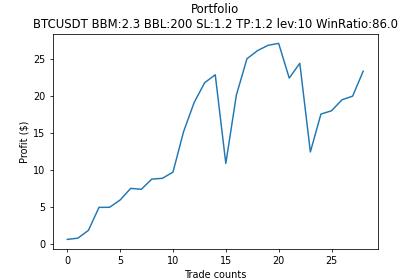 Portfolio
BTCUSDT BBM:2.3 BBL:200 SL:1.2 TP:1.2 lev:10 WinRatio:86.0
25
20
15
10
5
0
Profit ($)
0 5 10 15 20 25
Trade counts